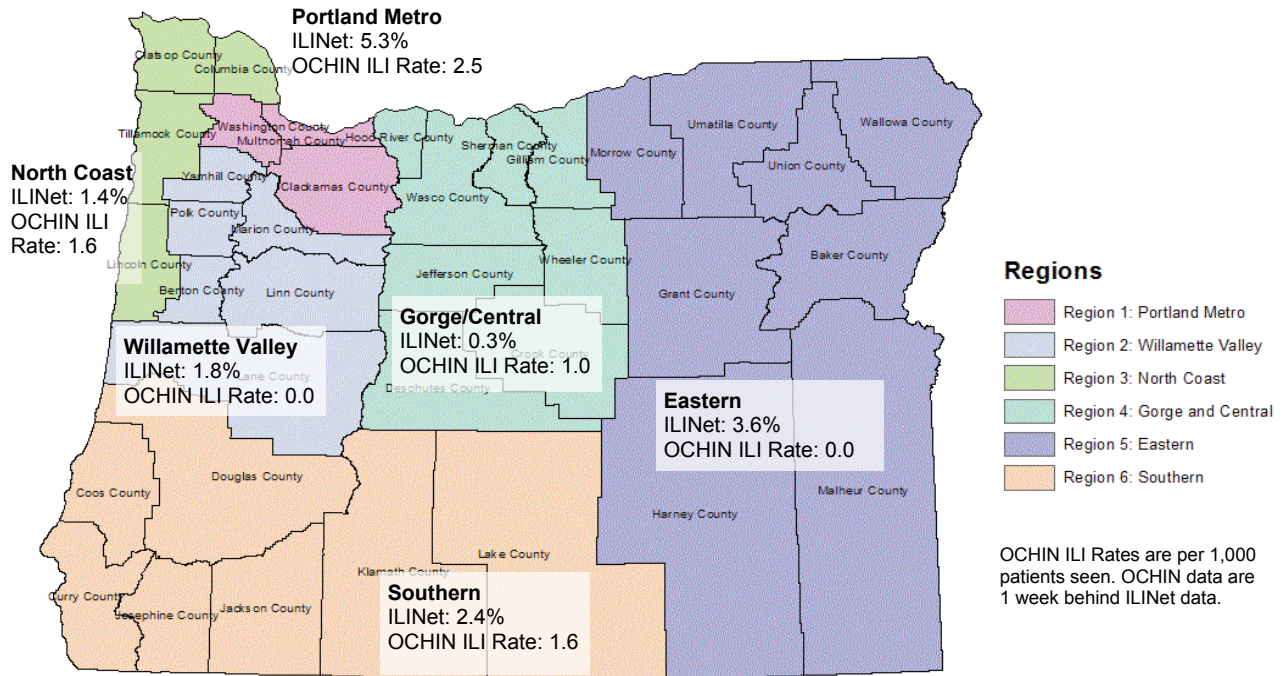 Portland Metro
ILINet: 5.3%
OCHIN ILI Rate: 2.5
Clatsop County
Columbia County
Tillamook County
Washington County
Multnomah County
Hood River County
Sherman County
Gilliam County
Morrow County
Umatilla County
Wallowa County
Union County
North Coast
ILINet: 1.4%
OCHIN ILI
Rate: 1.6
Yamhill County
Clackamas County
Wasco County
Polk County
Marion County
Lincoln County
Benton County
Linn County
Jefferson County
Wheeler County
Grant County
Baker County
Gorge/Central
ILINet: 0.3%
OCHIN ILI Rate: 1.0
Crook County
Deschutes County
Willamette Valley
ILINet: 1.8%
OCHIN ILI Rate: 0.0
Lane County
Eastern
ILINet: 3.6%
OCHIN ILI Rate: 0.0
Douglas County
Coos County
Malheur County
Harney County
Lake County
Klamath County
Curry County
Josephine County
Jackson County
Southern
ILINet: 2.4%
OCHIN ILI Rate: 1.6
Regions
Region 1: Portland Metro
Region 2: Willamette Valley
Region 3: North Coast
Region 4: Gorge and Central
Region 5: Eastern
Region 6: Southern
OCHIN ILI Rates are per 1,000
patients seen. OCHIN data are
1 week behind ILINet data.